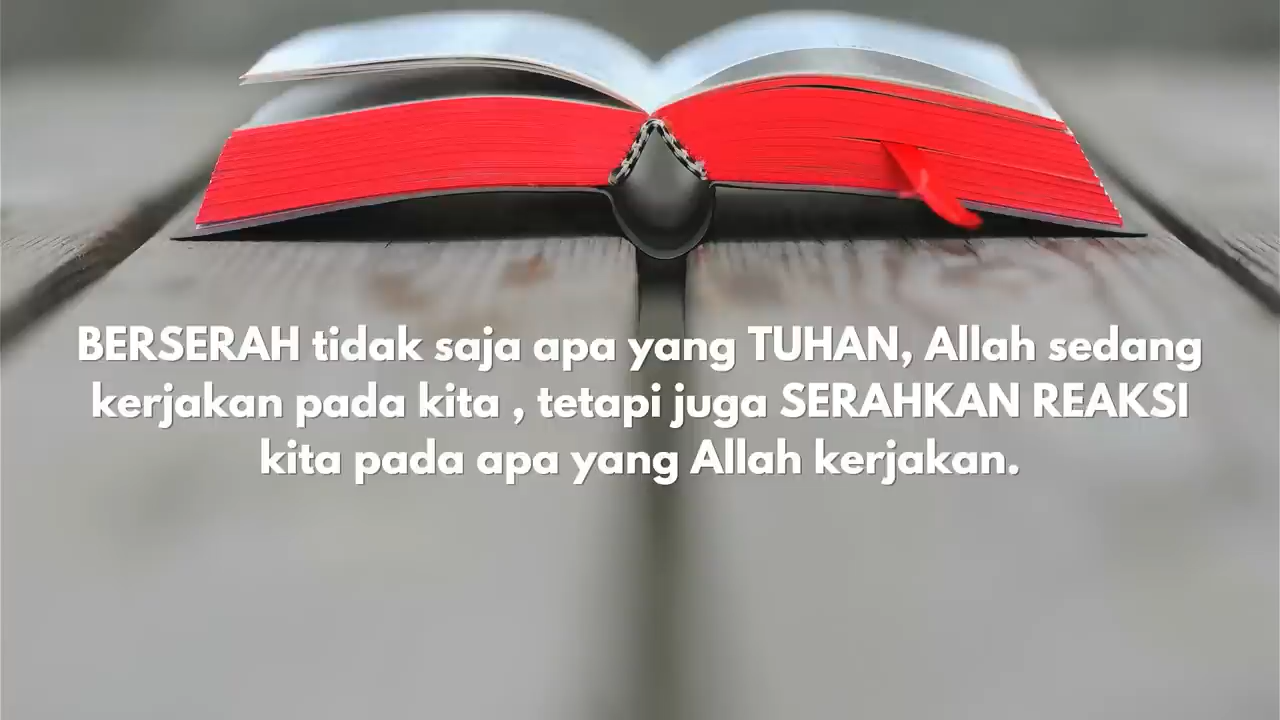 BERSERAH tidak saja apa yang TUHAN, Allah sedang
kerjakan pada kita , tetapi juga SERAHKAN REAKSI
kita pada apa yang Allah kerjakan.